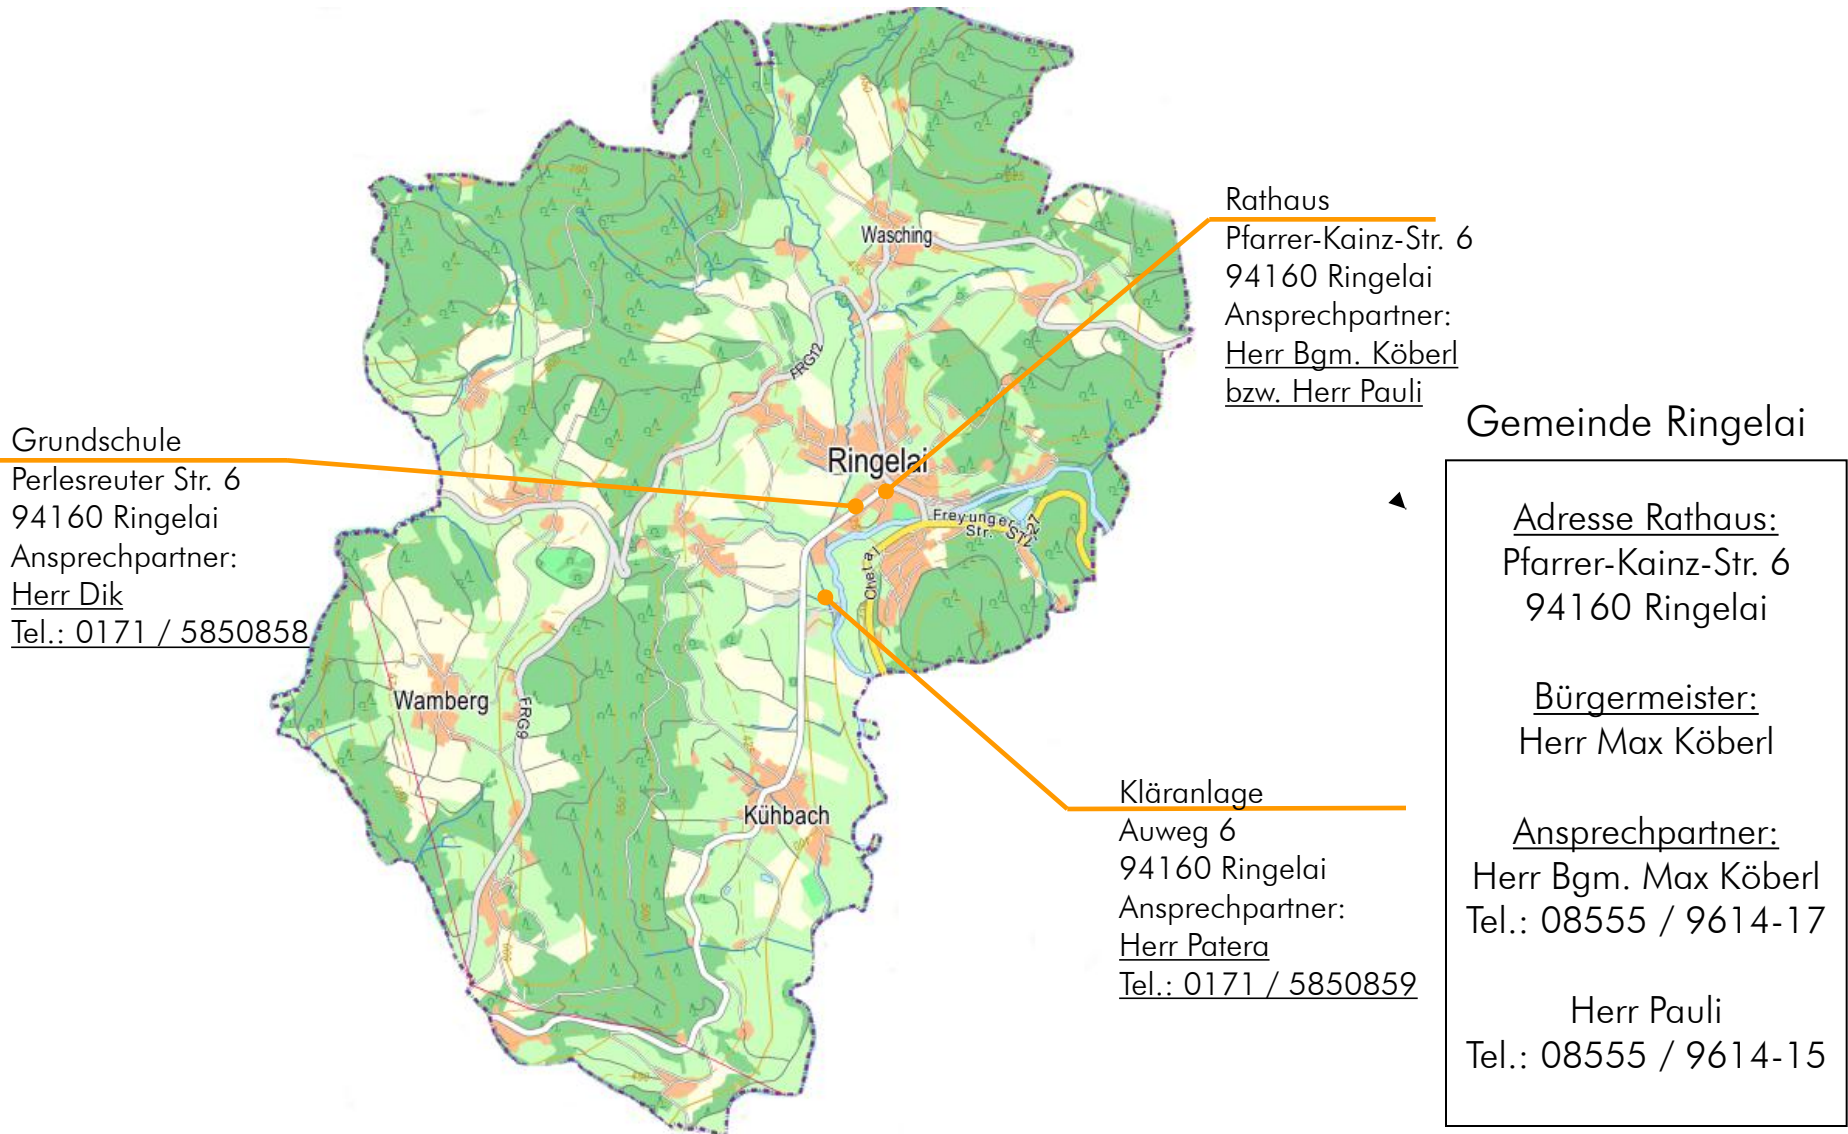 Grundschule
Perlesreuter Str. 6
94160 Ringelai
Ansprechpartner:
Herr Dik
Tel.: 0171 / 5850858
Wasching
FRG12
Ringelai
Freyunger
Str.
Wamberg
FRG9
Kühbach
Rathaus
Pfarrer-Kainz-Str. 6
94160 Ringelai
Ansprechpartner:
Herr Bgm. Köberl
bzw. Herr Pauli
Kläranlage
Auweg 6
94160 Ringelai
Ansprechpartner:
Herr Patera
Tel.: 0171 / 5850859
Gemeinde Ringelai
Adresse Rathaus:
Pfarrer-Kainz-Str. 6
94160 Ringelai
Bürgermeister:
Herr Max Köberl
Ansprechpartner:
Herr Bgm. Max Köberl
Tel.: 08555 / 9614-17
Herr Pauli
Tel.: 08555 / 9614-15